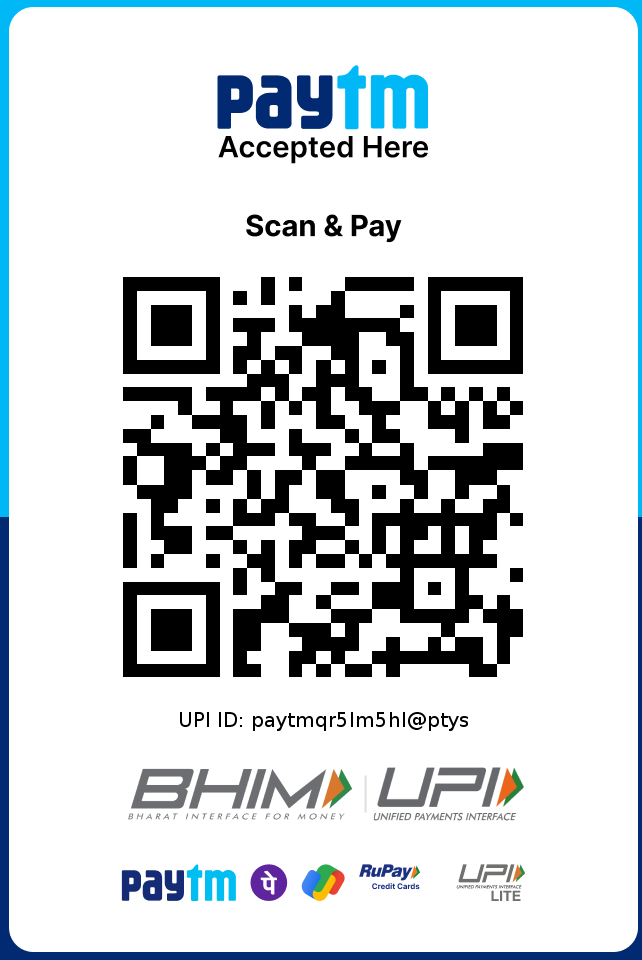 paytm
Accepted Here
Scan & Pay
UPI ID: paytmqr5lm5hl@ptys
BHIM UPI
BHARAT INTERFACE FOR MONEY UNIFIED PAYMENTS INTERFACE
paytm पे RuPay UPI
Credit Cards UNIFIED PAYMENTS INTERFACE
LITE